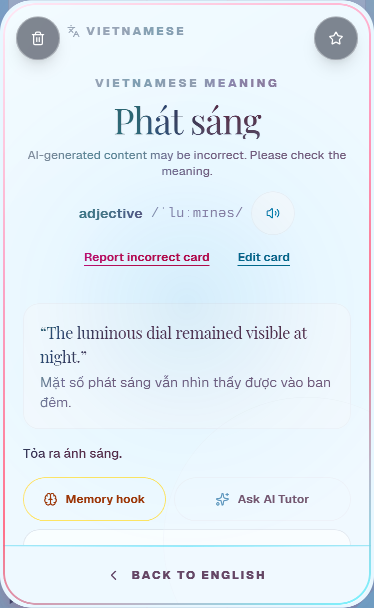 VIETNAMESE
VIETNAMESE MEANING
Phát sáng
AI-generated content may be incorrect. Please check the
meaning.
adjective /ˈluːmɪnəs/
Report incorrect card Edit card
“The luminous dial remained visible at
night.”
Mặt số phát sáng vẫn nhìn thấy được vào ban
đêm.
Tỏa ra ánh sáng.
Memory hook Ask AI Tutor
BACK TO ENGLISH